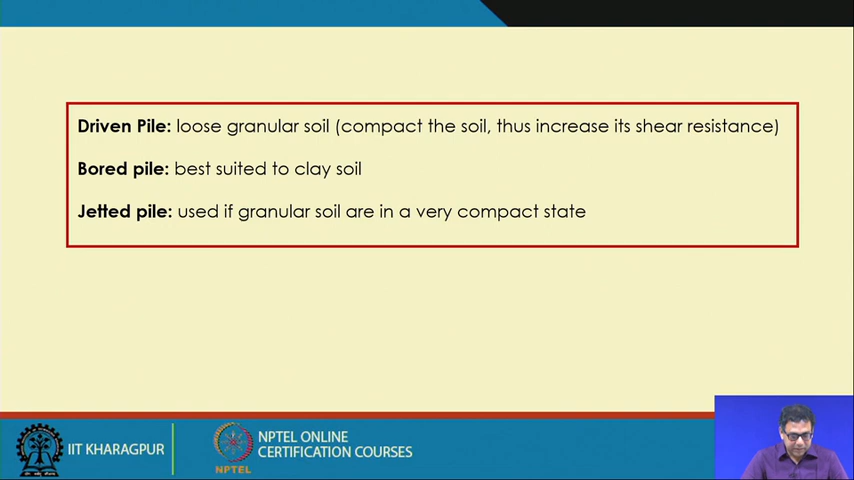 Driven Pile: loose granular soil (compact the soil, thus increase its shear resistance)
Bored pile: best suited to clay soil
Jetted pile: used if granular soil are in a very compact state
IIT KHARAGPUR
NPTEL
NPTEL ONLINE
CERTIFICATION COURSES